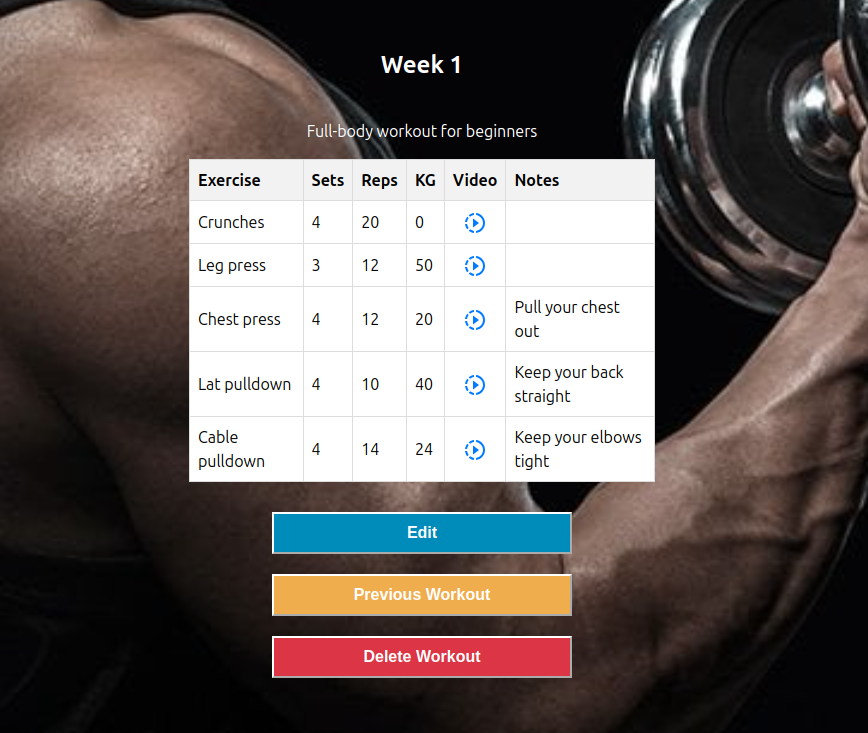 Week 1
Full-body workout for beginners
Exercise Sets Reps KG Video Notes
Crunches 4 20 0
Leg press 3 12 50
Chest press 4 12 20 Pull your chest
out
Lat pulldown 4 10 40 Keep your back
straight
Cable
pulldown 4 14 24 Keep your elbows
tight
Edit
Previous Workout
Delete Workout